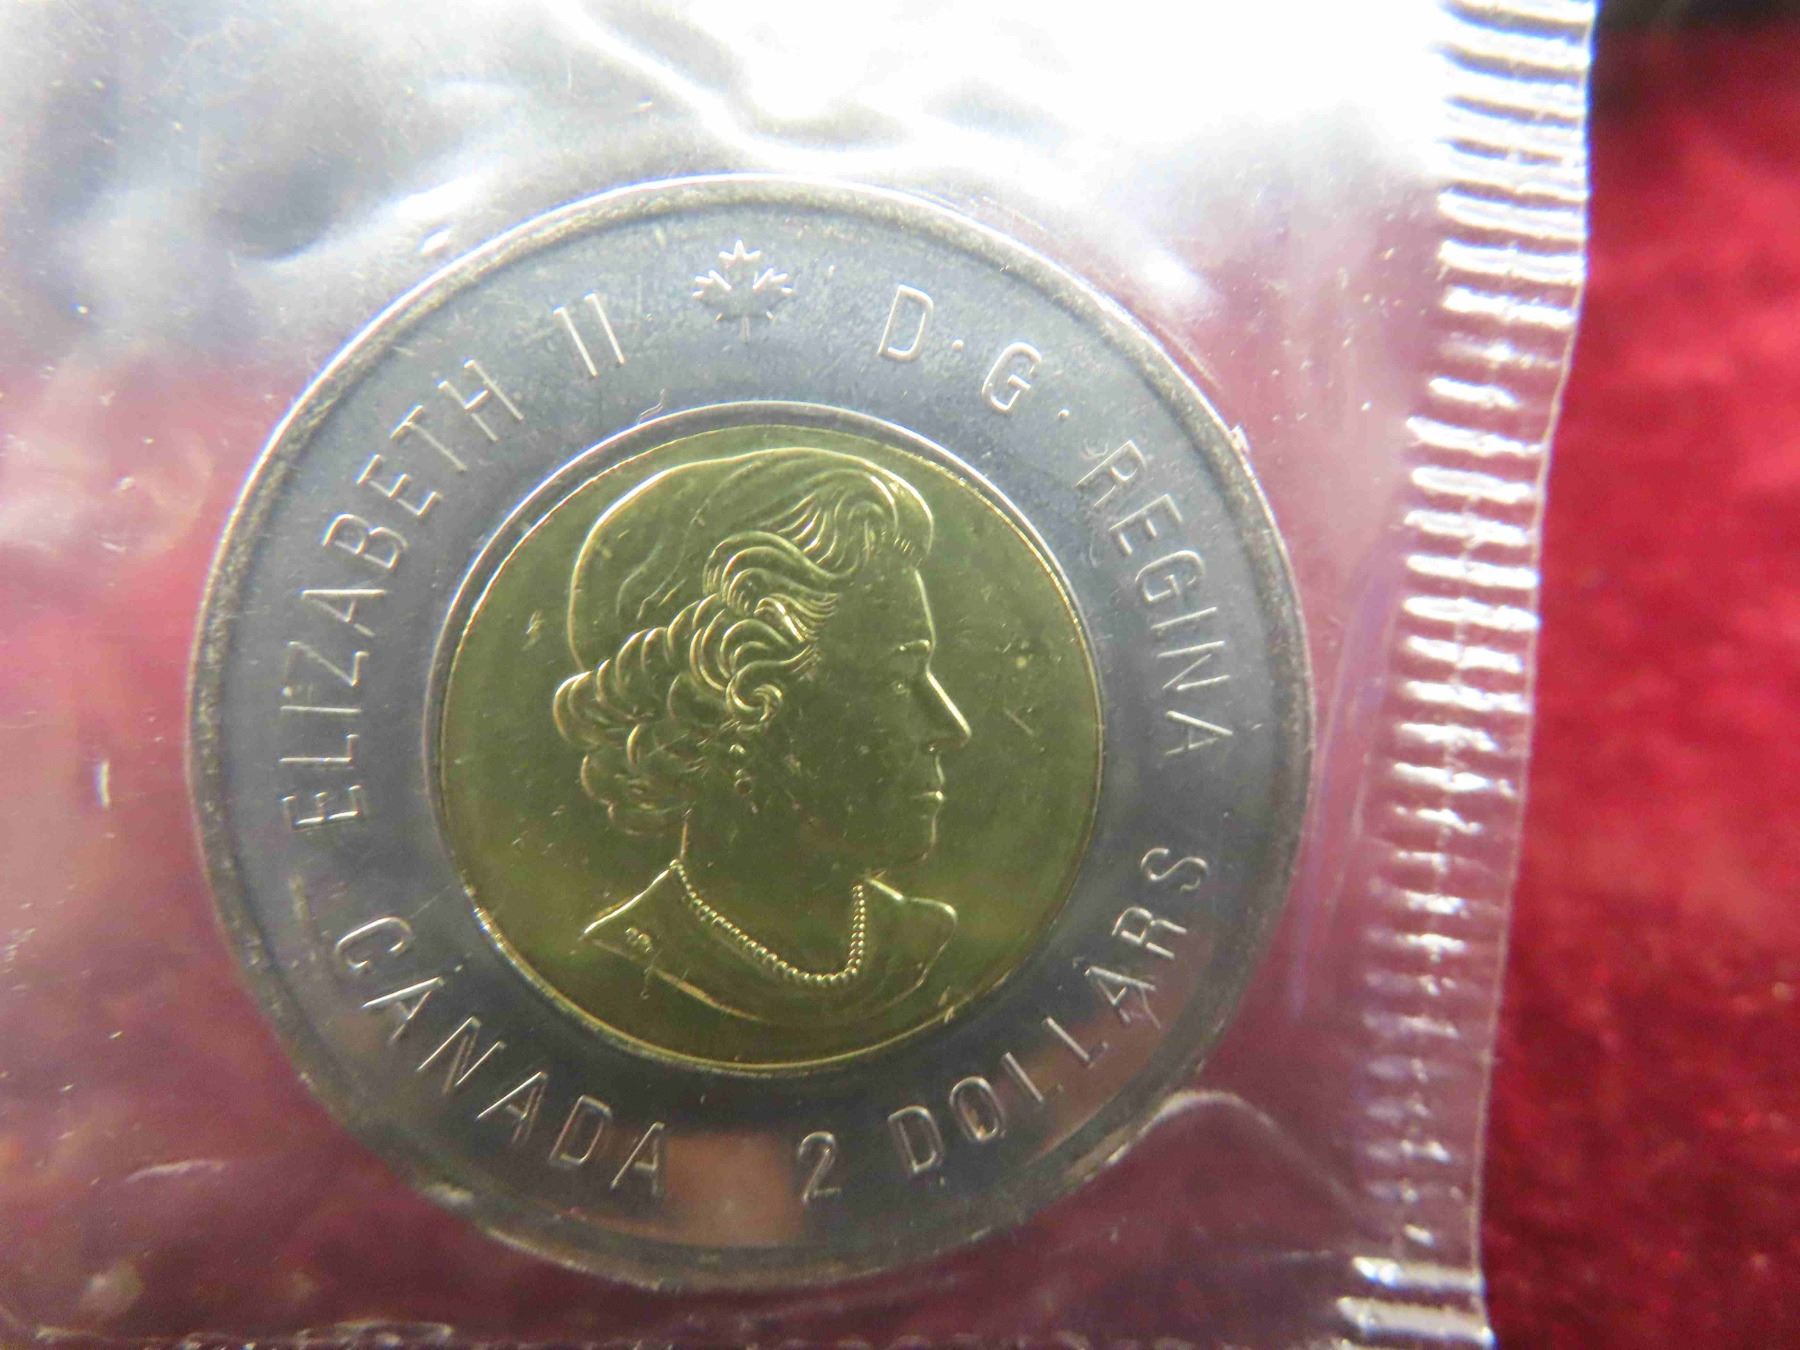 ELIZABETH II D·G·REGINA
CANADA 2 DOLLARS